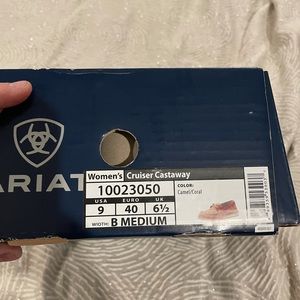 ARIAT
Women's Cruiser Castaway
10023050
COLOR:
Camel/Coral
USA EURO UK
9 40 6½
WIDTH: B MEDIUM